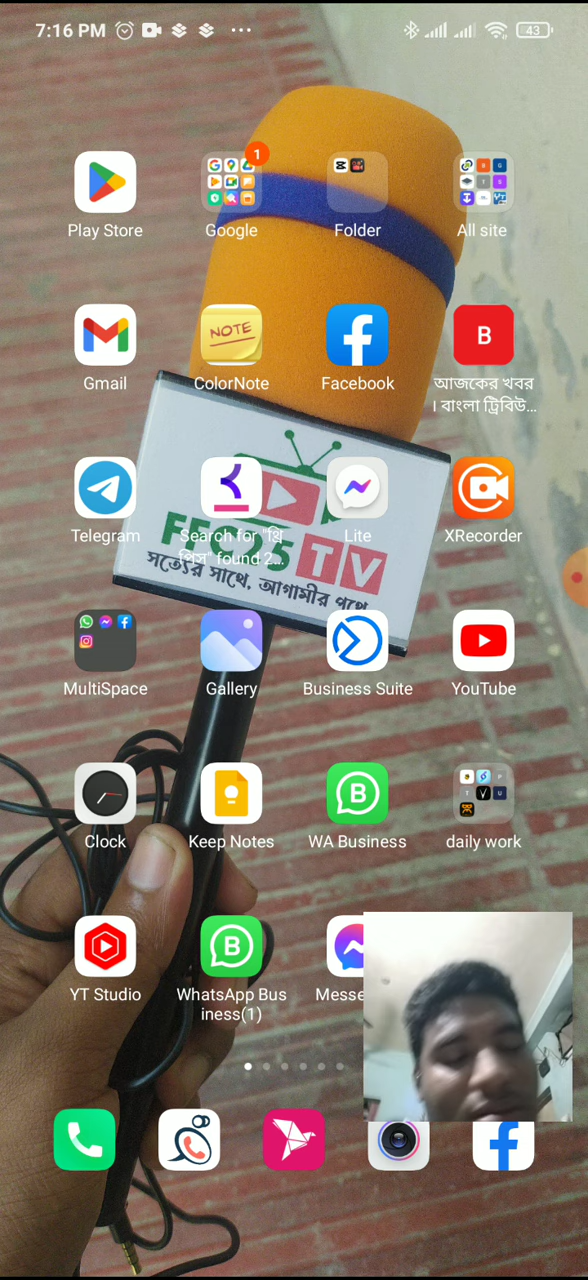 7:16 PM
43
1
Play Store
Google
Folder
All site
NOTE
B
Gmail
ColorNote
Facebook
আজকের খবর
। বাংলা ট্রিবিউ...
Telegram
Search for "থ্রি
পিস" found 2...
Lite
XRecorder
TV
সত্যের সাথে, আগামীর পথে
MultiSpace
Gallery
Business Suite
YouTube
Clock
Keep Notes
WA Business
daily work
YT Studio
WhatsApp Bus
iness(1)
Messe